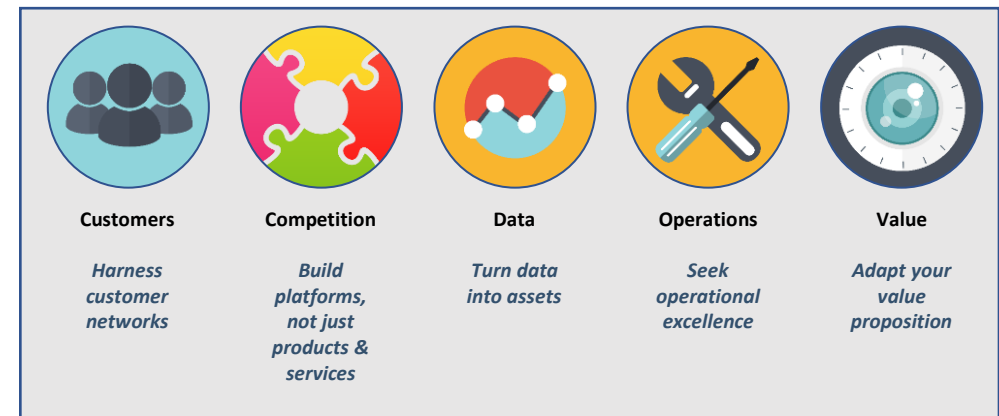 Customers
Harness
customer
networks
Competition
Build
platforms,
not just
products &
services
Data
Turn data
into assets
Operations
Seek
operational
excellence
Value
Adapt your
value
proposition